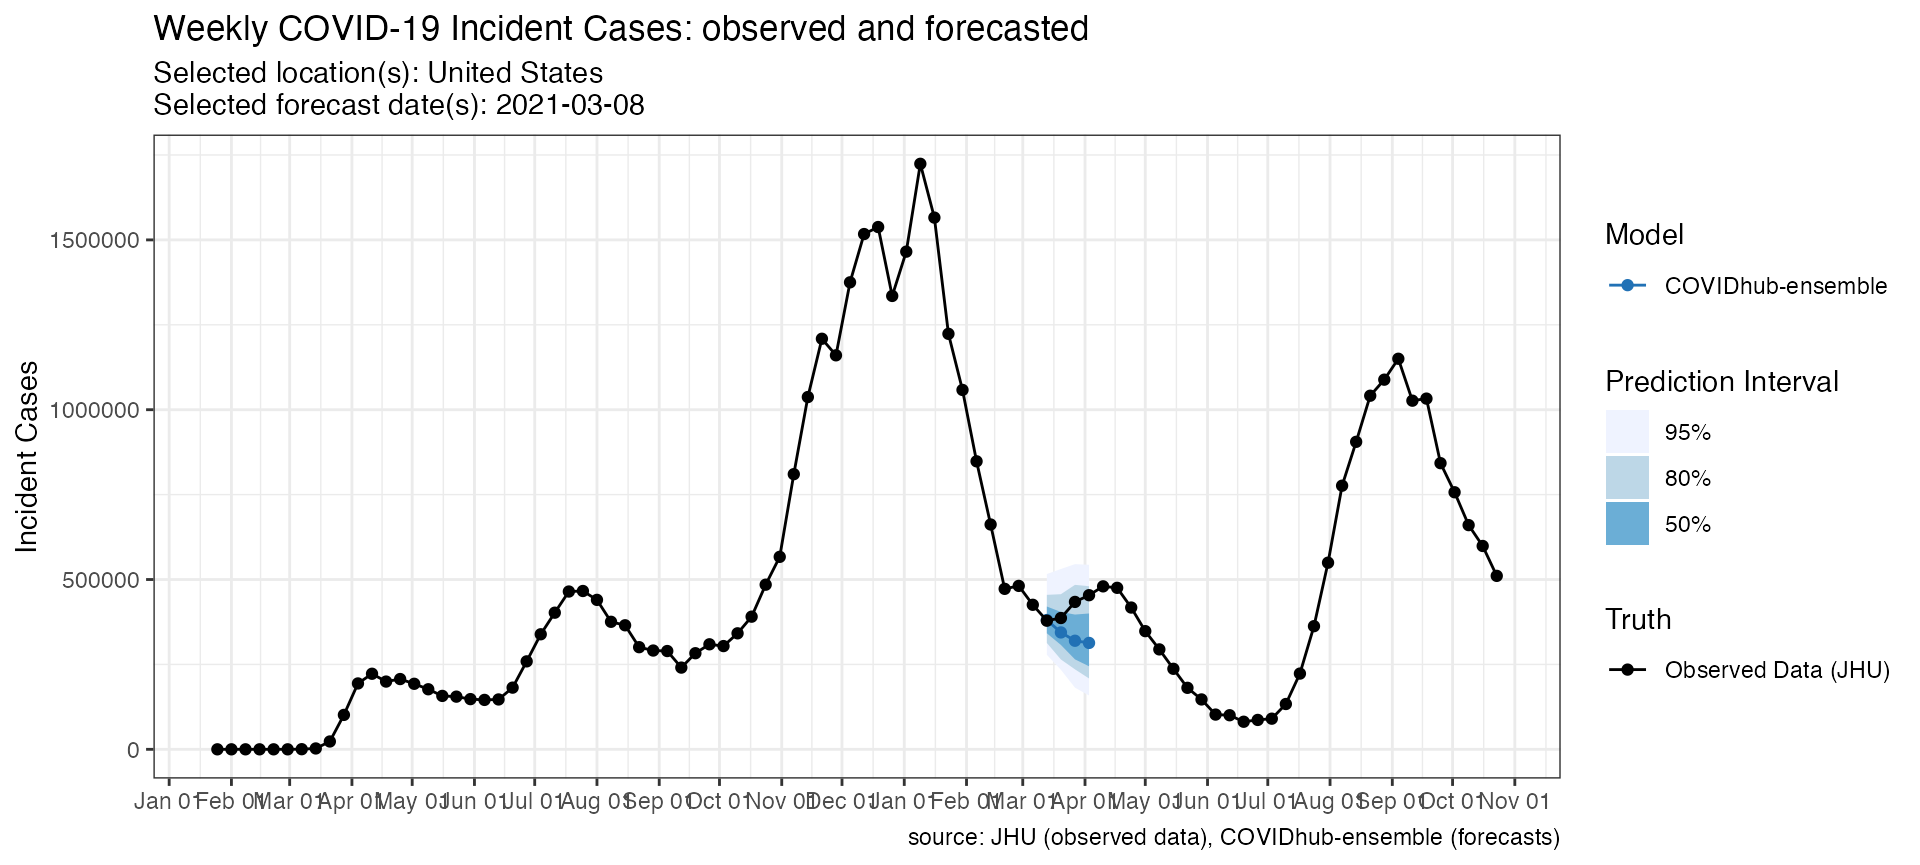 Weekly COVID-19 Incident Cases: observed and forecasted
Selected location(s): United States
Selected forecast date(s): 2021-03-08
Incident Cases
1500000
1000000
500000
0
Jan 01 Feb 01 Mar 01 Apr 01 May 01 Jun 01 Jul 01 Aug 01 Sep 01 Oct 01 Nov 01 Dec 01 Jan 01 Feb 01 Mar 01 Apr 01 May 01 Jun 01 Jul 01 Aug 01 Sep 01 Oct 01 Nov 01
source: JHU (observed data), COVIDhub-ensemble (forecasts)
Model
COVIDhub-ensemble
Prediction Interval
95%
80%
50%
Truth
Observed Data (JHU)